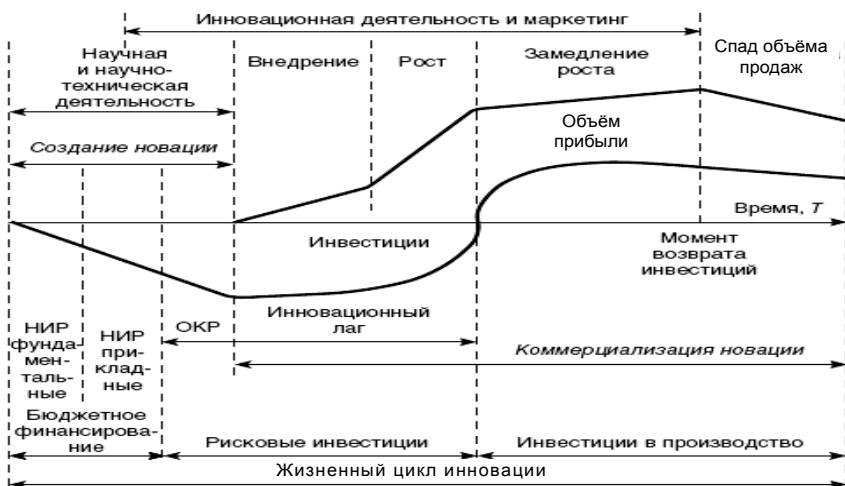 Инновационная деятельность и маркетинг
Научная
и научно-
техническая
деятельность
Внедрение
Рост
Замедление
роста
Спад объёма
продаж
Создание новации
Объём
прибыли
Время, T
Инвестиции
Момент
возврата
инвестиций
НИР
фунда-
мен-
таль-
ные
НИР
при-
клад-
ные
ОКР
Инновационный
лаг
Коммерциализация новации
Бюджетное
финансирова-
ние
Рисковые инвестиции
Инвестиции в производство
Жизненный цикл инновации